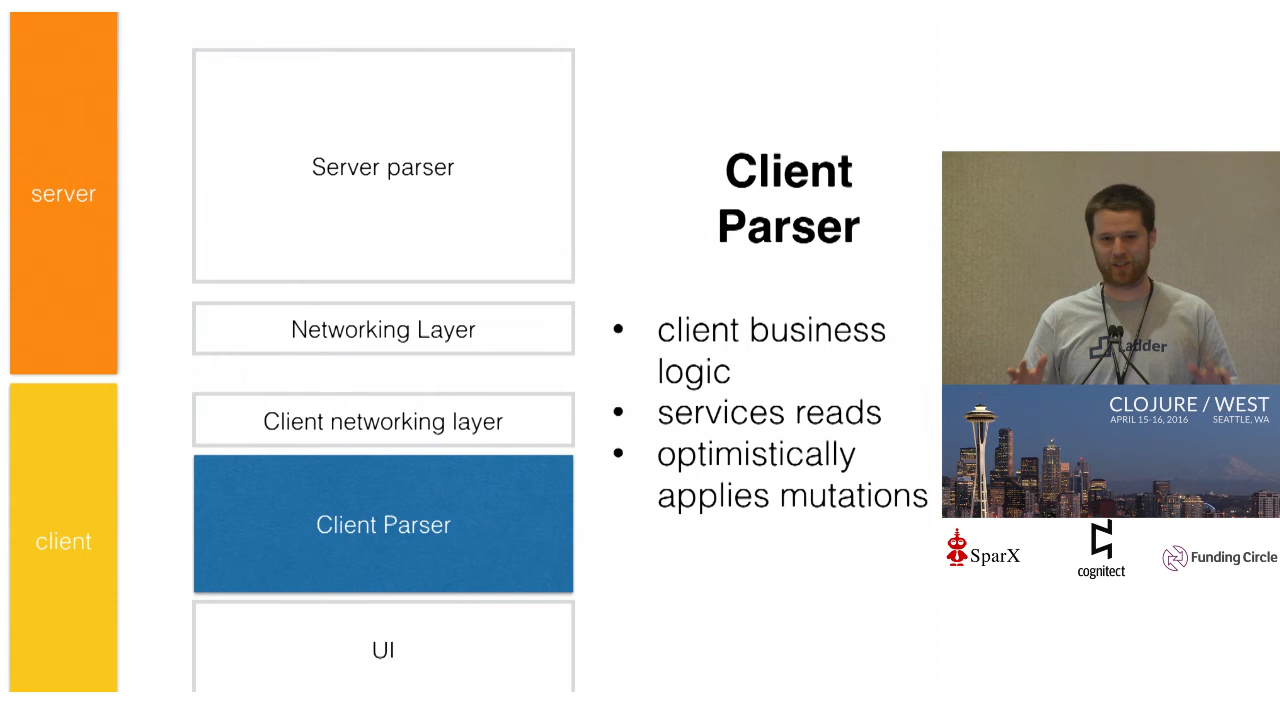 server
Server parser
Networking Layer
client
Client networking layer
Client Parser
UI
Client
Parser
• client business
logic
• services reads
• optimistically
applies mutations
Ladder
CLOJURE / WEST
APRIL 15-16, 2016 SEATTLE, WA
SparX
cognitect
Funding Circle